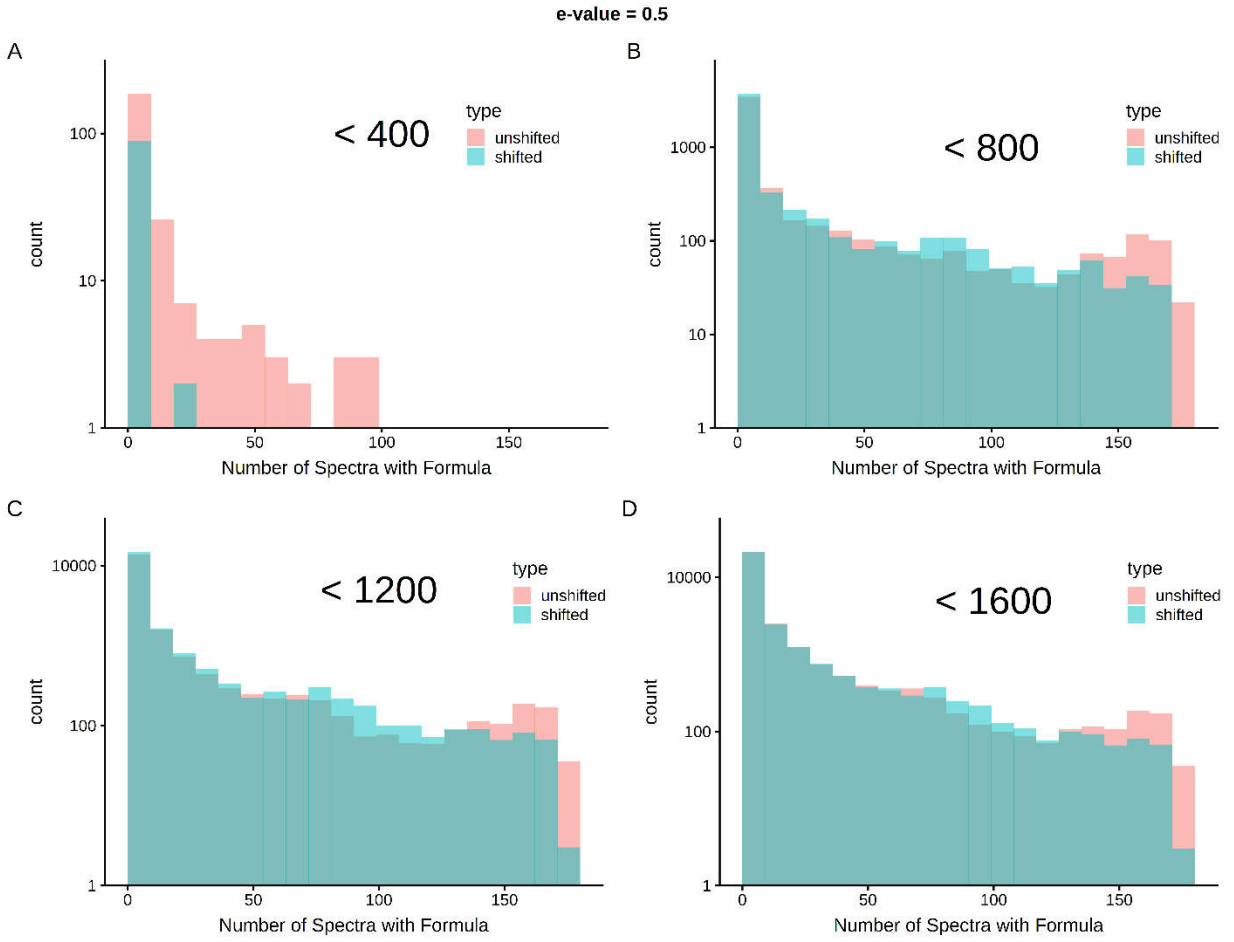 e-value = 0.5
A
< 400
type
unshifted
shifted
100
10
1
count
0 50 100 150
Number of Spectra with Formula
B
< 800
type
unshifted
shifted
1000
100
10
1
count
0 50 100 150
Number of Spectra with Formula
C
< 1200
type
unshifted
shifted
10000
100
1
count
0 50 100 150
Number of Spectra with Formula
D
< 1600
type
unshifted
shifted
10000
100
1
count
0 50 100 150
Number of Spectra with Formula